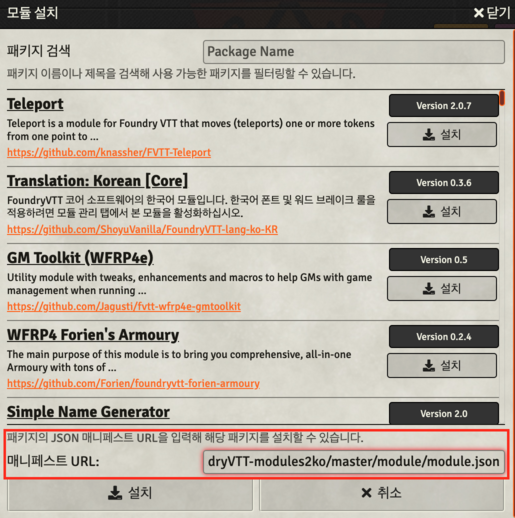 모듈 설치
×닫기
패키지 검색
Package Name
패키지 이름이나 제목을 검색해 사용 가능한 패키지를 필터링할 수 있습니다.
Teleport
Version 2.0.7
Teleport is a module for Foundry VTT that moves (teleports) one or more tokens
from one point to ...
설치
https://github.com/knassher/FVTT-Teleport
Translation: Korean [Core]
Version 0.3.6
FoundryVTT 코어 소프트웨어의 한국어 모듈입니다. 한국어 폰트 및 워드 브레이크 룰을
적용하려면 모듈 관리 탭에서 본 모듈을 활성화하십시오.
설치
https://github.com/ShoyuVanilla/FoundryVTT-lang-ko-KR
GM Toolkit (WFRP4e)
Version 0.5
Utility module with tweaks, enhancements and macros to help GMs with game
management when running ...
설치
https://github.com/Jagusti/fvtt-wfrp4e-gmtoolkit
WFRP4 Forien's Armoury
Version 0.2.4
The main purpose of this module is to bring you comprehensive, all-in-one
Armoury with tons of ...
설치
https://github.com/Forien/foundryvtt-forien-armoury
Simple Name Generator
Version 2.0
패키지의 JSON 매니페스트 URL을 입력해 해당 패키지를 설치할 수 있습니다.
매니페스트 URL:
dryVTT-modules2ko/master/module/module.json
설치
× 취소